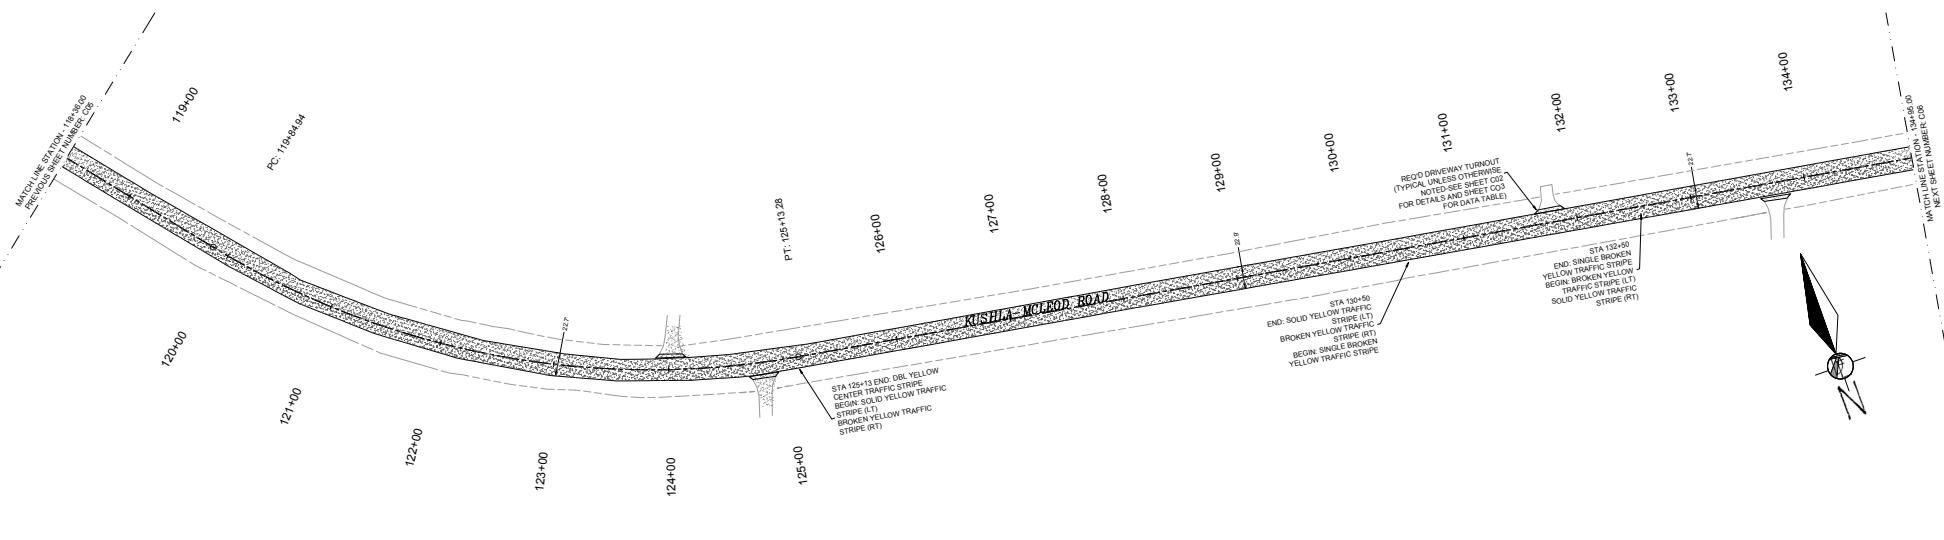 MATCH LINE STATION - 118+36.00
PREVIOUS SHEET NUMBER: C05
119+00
PC: 119+84.94
120+00
121+00
122+00
123+00
124+00
125+00
PT: 125+13.28
126+00
127+00
128+00
129+00
130+00
131+00
132+00
133+00
134+00
22.7'
KUSHLA-MCLEOD ROAD
22.9'
22.7'
STA 125+13 END: DBL YELLOW
CENTER TRAFFIC STRIPE
BEGIN: SOLID YELLOW TRAFFIC
STRIPE (LT)
BROKEN YELLOW TRAFFIC
STRIPE (RT)
STA 130+50
END: SOLID YELLOW TRAFFIC
STRIPE (LT)
BROKEN YELLOW TRAFFIC
STRIPE (RT)
BEGIN: SINGLE BROKEN
YELLOW TRAFFIC STRIPE
REQ'D DRIVEWAY TURNOUT
(TYPICAL UNLESS OTHERWISE
NOTED-SEE SHEET C02
FOR DETAILS AND SHEET CO3
FOR DATA TABLE)
STA 132+50
END: SINGLE BROKEN
YELLOW TRAFFIC STRIPE
BEGIN: BROKEN YELLOW
TRAFFIC STRIPE (LT)
SOLID YELLOW TRAFFIC
STRIPE (RT)
MATCH LINE STATION - 134+95.00
NEXT SHEET NUMBER: C06
N